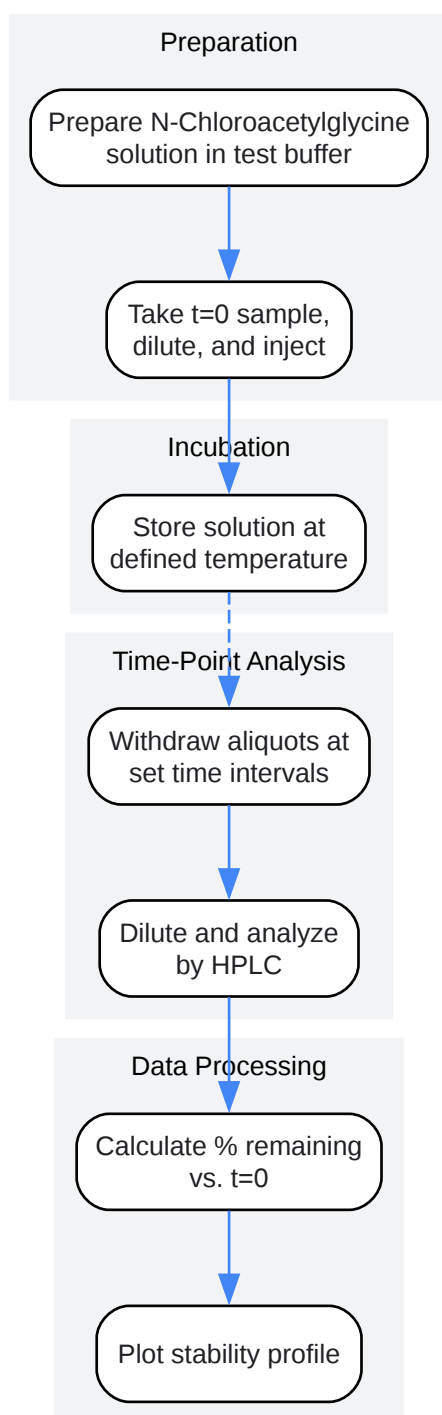 Preparation
Prepare N-Chloroacetylglycine
solution in test buffer
Take t=0 sample,
dilute, and inject
Incubation
Store solution at
defined temperature
Time-Point Analysis
Withdraw aliquots at
set time intervals
Dilute and analyze
by HPLC
Data Processing
Calculate % remaining
vs. t=0
Plot stability profile